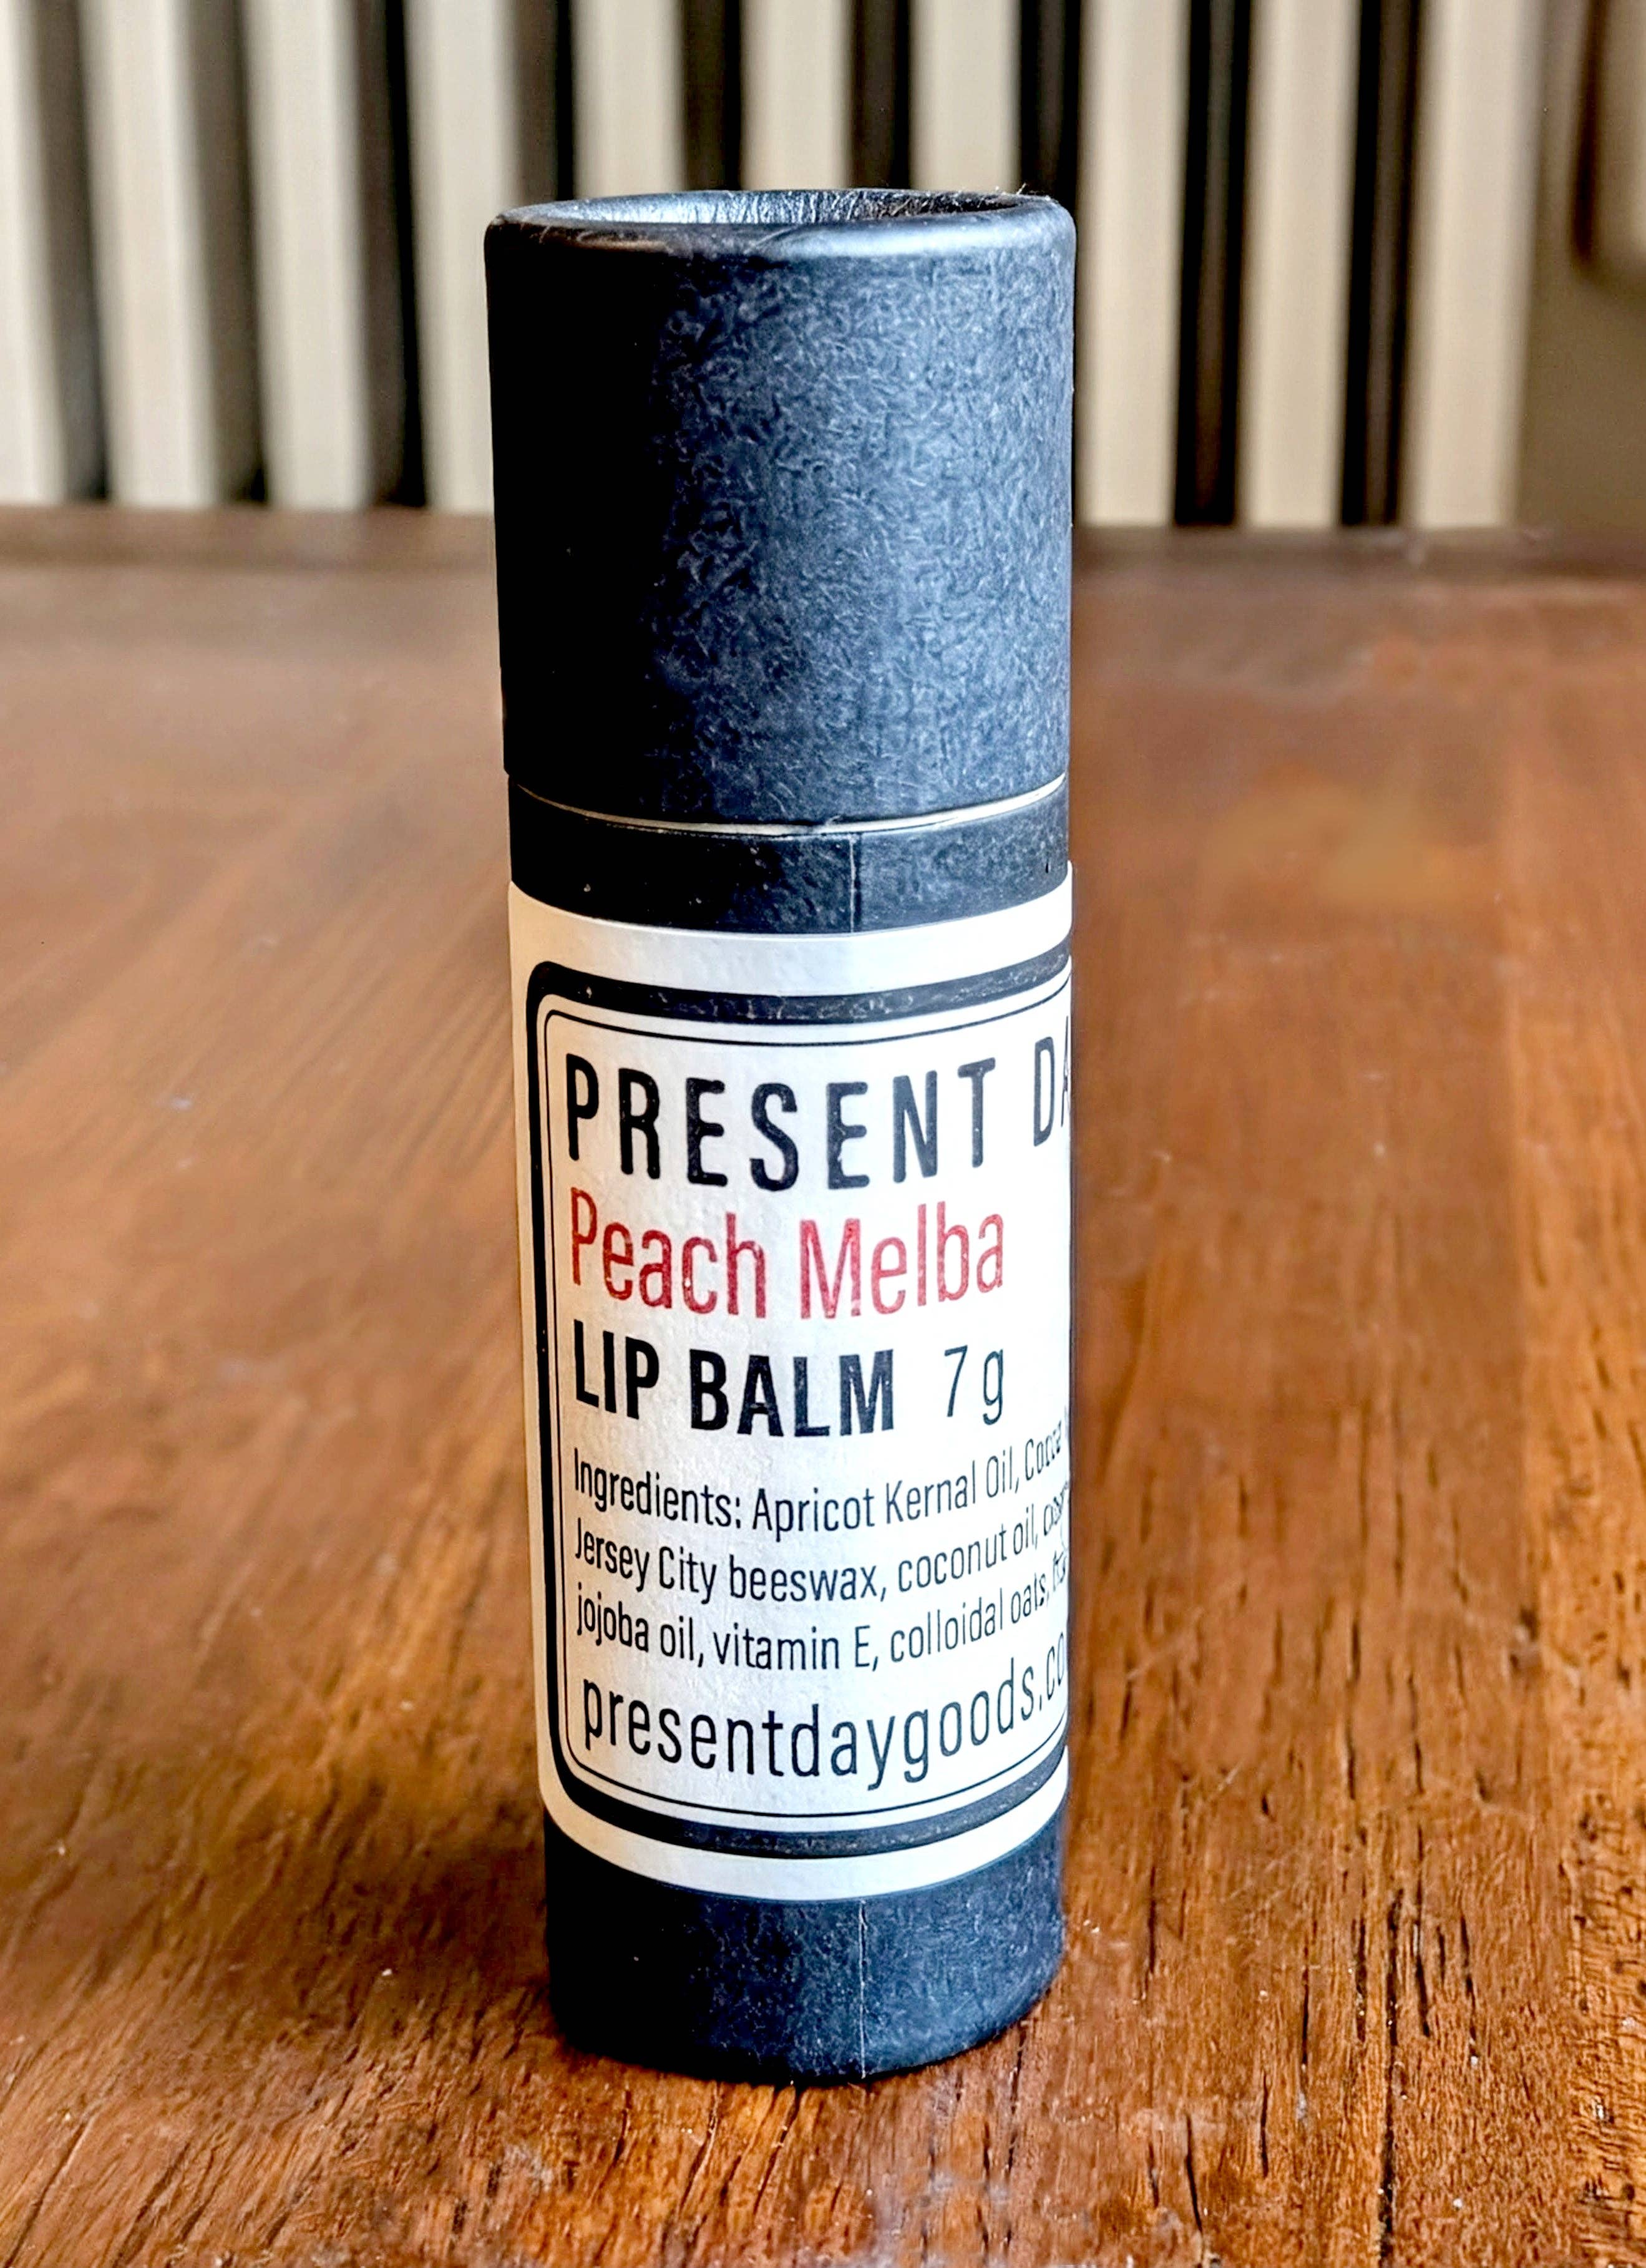 PRESENT DA
Peach Melba
LIP BALM 7g
Ingredients: Apricot Kernal Oil, Cocoa
Jersey City beeswax, coconut oil,
jojoba oil, vitamin E, colloidal oats,
presentdaygoods.co